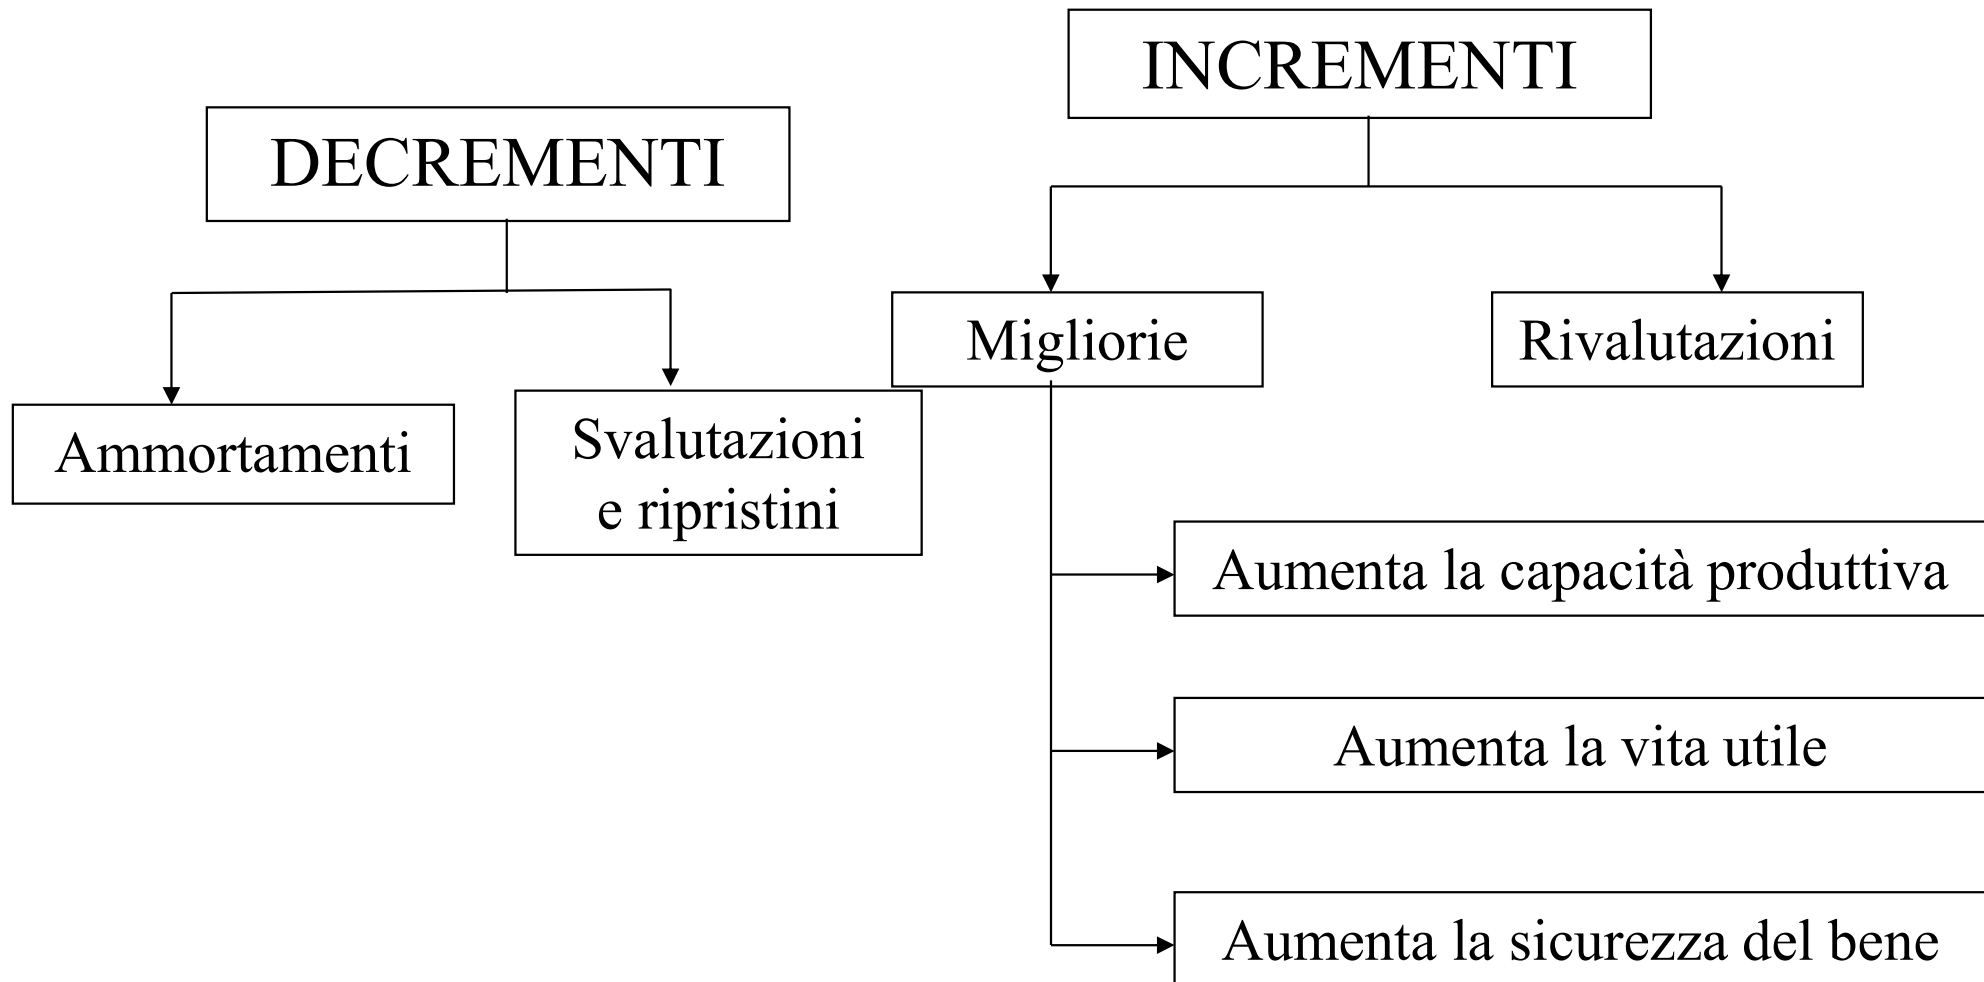 INCREMENTI
DECREMENTI
Migliorie
Rivalutazioni
Ammortamenti
Svalutazioni
e ripristini
Aumenta la capacità produttiva
Aumenta la vita utile
Aumenta la sicurezza del bene